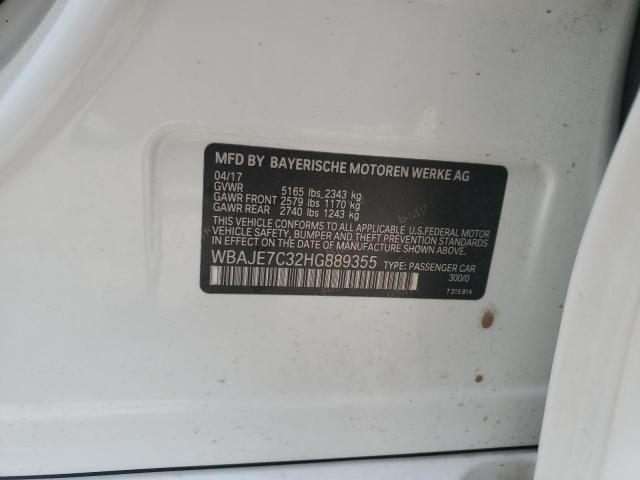 MFD BY BAYERISCHE MOTOREN WERKE AG
04/17
GVWR 5165 lbs 2343 kg
GAWR FRONT 2579 lbs 1170 kg
GAWR REAR 2740 lbs 1243 kg
THIS VEHICLE CONFORMS TO ALL APPLICABLE U.S.FEDERAL MOTOR
VEHICLE SAFETY, BUMPER, AND THEFT PREVENTION STANDARDS
IN EFFECT ON THE DATE OF MANUFACTURE SHOWN ABOVE.
WBAJE7C32HG889355 TYPE: PASSENGER CAR
300/0
7 315 814